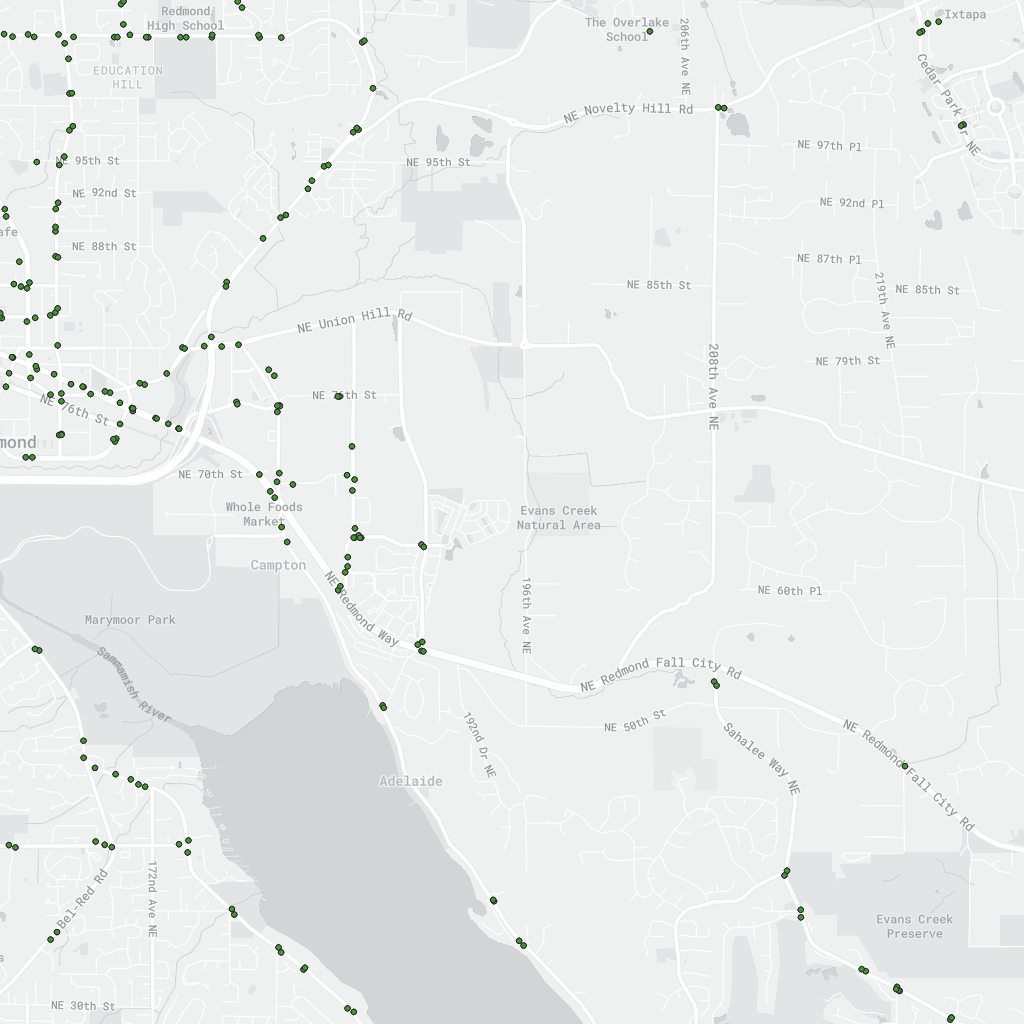 Redmond
High School
The Overlake
School
206th Ave NE
Ixtapa
EDUCATION
HILL
Cedar Park Dr NE
NE Novelty Hill Rd
NE 95th St
NE 95th St
NE 97th Pl
NE 92nd St
NE 92nd Pl
afe
NE 88th St
NE 87th Pl
NE 85th St
NE 85th St
219th Ave NE
NE Union Hill Rd
208th Ave NE
NE 79th St
NE 76th St
NE 76th St
mond
NE 70th St
Whole Foods
Market
Evans Creek
Natural Area
Campton
NE Redmond Way
196th Ave NE
NE 60th Pl
Marymoor Park
Sammamish River
NE Redmond Fall City Rd
192nd Dr NE
NE 50th St
Sahalee Way NE
NE Redmond Fall City Rd
Adelaide
172nd Ave NE
Bel-Red Rd
Evans Creek
Preserve
s
NE 30th St